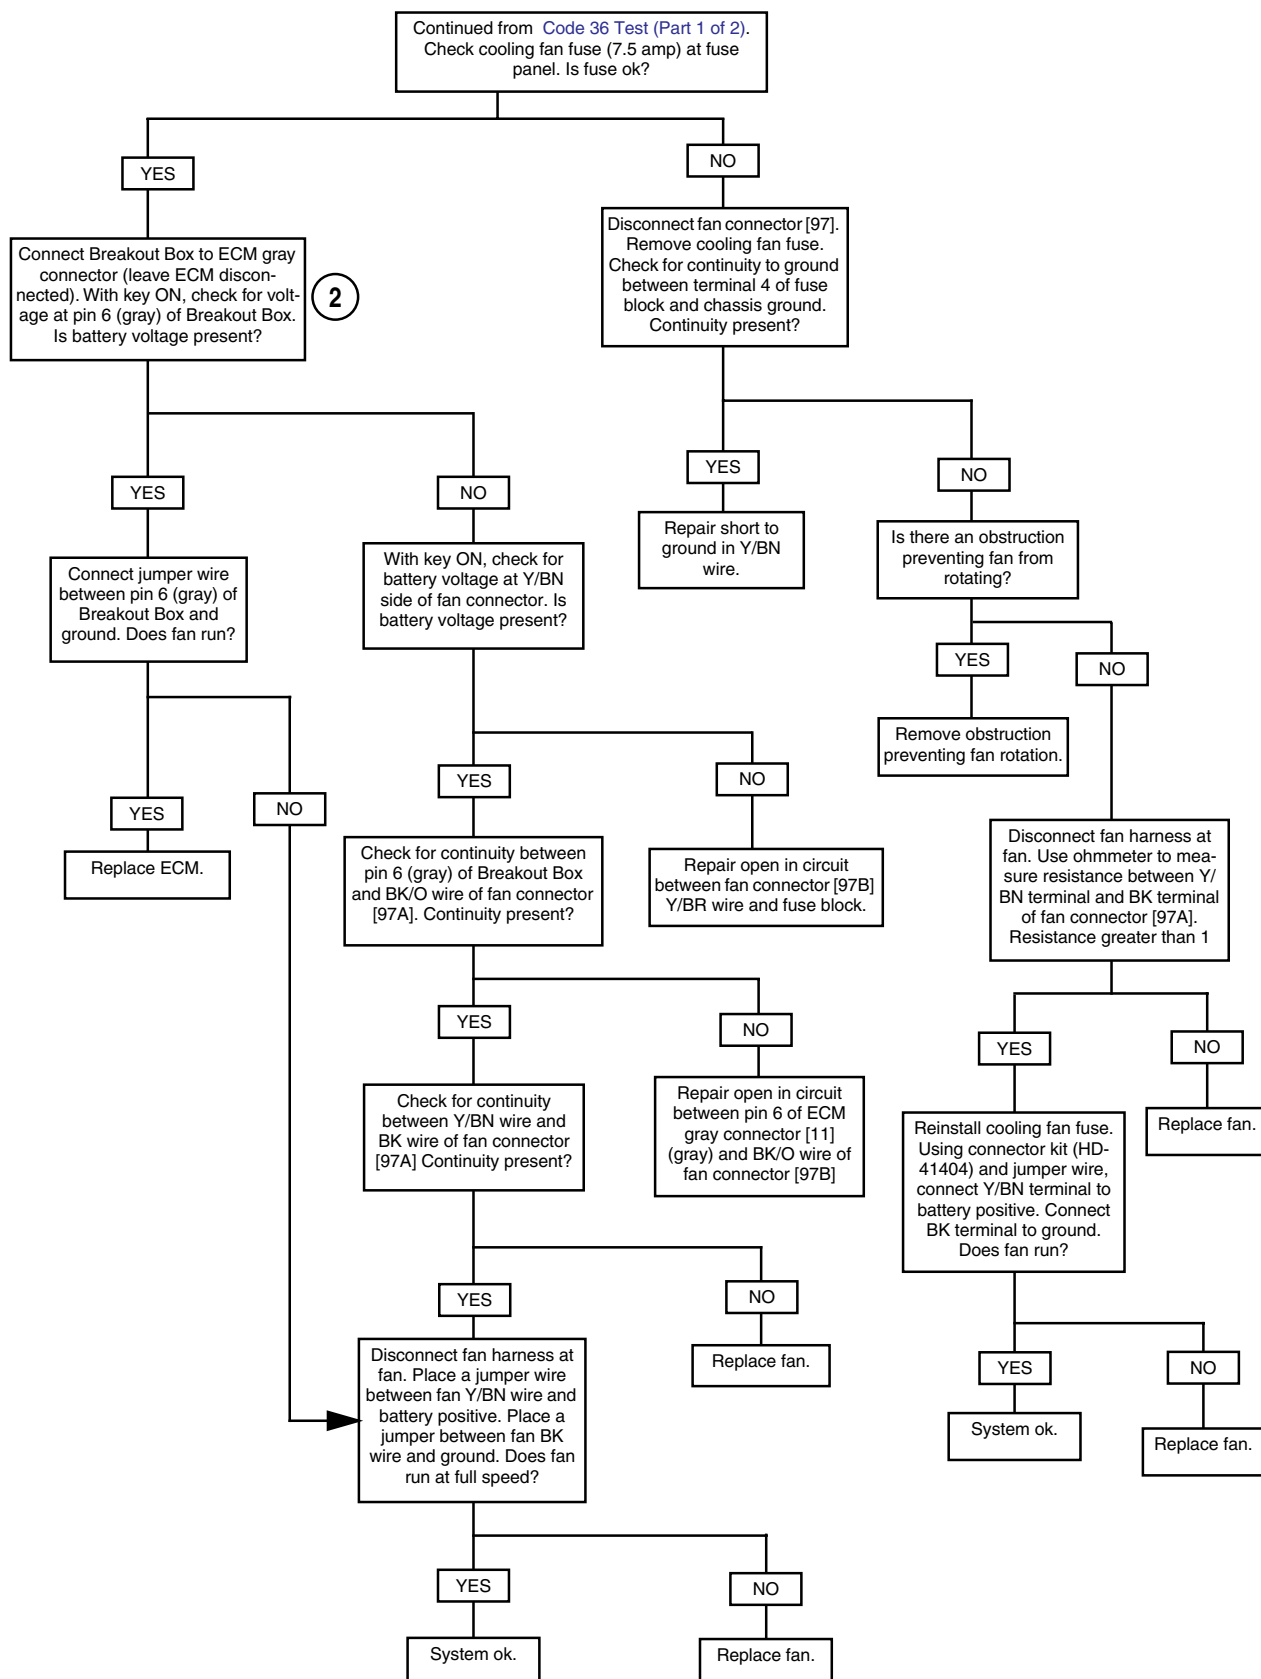 Continued from Code 36 Test (Part 1 of 2).
Check cooling fan fuse (7.5 amp) at fuse
panel. Is fuse ok?
YES
NO
Connect Breakout Box to ECM gray
connector (leave ECM discon-
nected). With key ON, check for volt-
age at pin 6 (gray) of Breakout Box.
Is battery voltage present?
2
Disconnect fan connector [97].
Remove cooling fan fuse.
Check for continuity to ground
between terminal 4 of fuse
block and chassis ground.
Continuity present?
YES
NO
YES
NO
Connect jumper wire
between pin 6 (gray) of
Breakout Box and
ground. Does fan run?
With key ON, check for
battery voltage at Y/BN
side of fan connector. Is
battery voltage present?
Repair short to
ground in Y/BN
wire.
Is there an obstruction
preventing fan from
rotating?
YES
NO
Remove obstruction
preventing fan rotation.
YES
NO
YES
NO
Replace ECM.
Check for continuity between
pin 6 (gray) of Breakout Box
and BK/O wire of fan connector
[97A]. Continuity present?
Repair open in circuit
between fan connector [97B]
Y/BR wire and fuse block.
Disconnect fan harness at
fan. Use ohmmeter to mea-
sure resistance between Y/
BN terminal and BK terminal
of fan connector [97A].
Resistance greater than 1
YES
NO
YES
NO
Check for continuity
between Y/BN wire and
BK wire of fan connector
[97A] Continuity present?
Repair open in circuit
between pin 6 of ECM
gray connector [11]
(gray) and BK/O wire of
fan connector [97B]
Reinstall cooling fan fuse.
Using connector kit (HD-
41404) and jumper wire,
connect Y/BN terminal to
battery positive. Connect
BK terminal to ground.
Does fan run?
Replace fan.
YES
NO
YES
NO
Disconnect fan harness at
fan. Place a jumper wire
between fan Y/BN wire and
battery positive. Place a
jumper between fan BK
wire and ground. Does fan
run at full speed?
Replace fan.
System ok.
Replace fan.
YES
NO
System ok.
Replace fan.